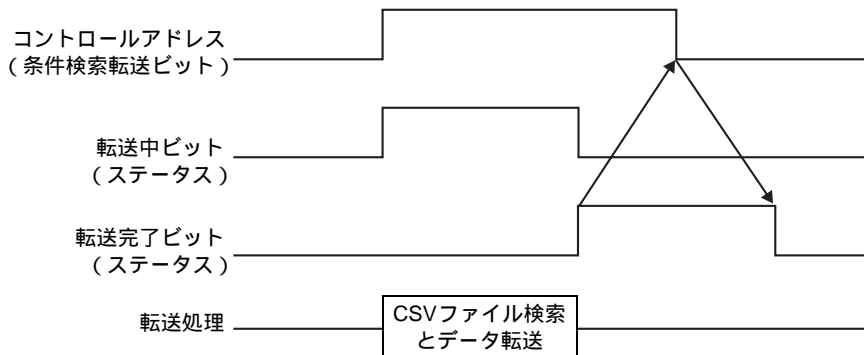 コントロールアドレス
（条件検索転送ビット）
転送中ビット
（ステータス）
転送完了ビット
（ステータス）
転送処理
CSVファイル検索
とデータ転送